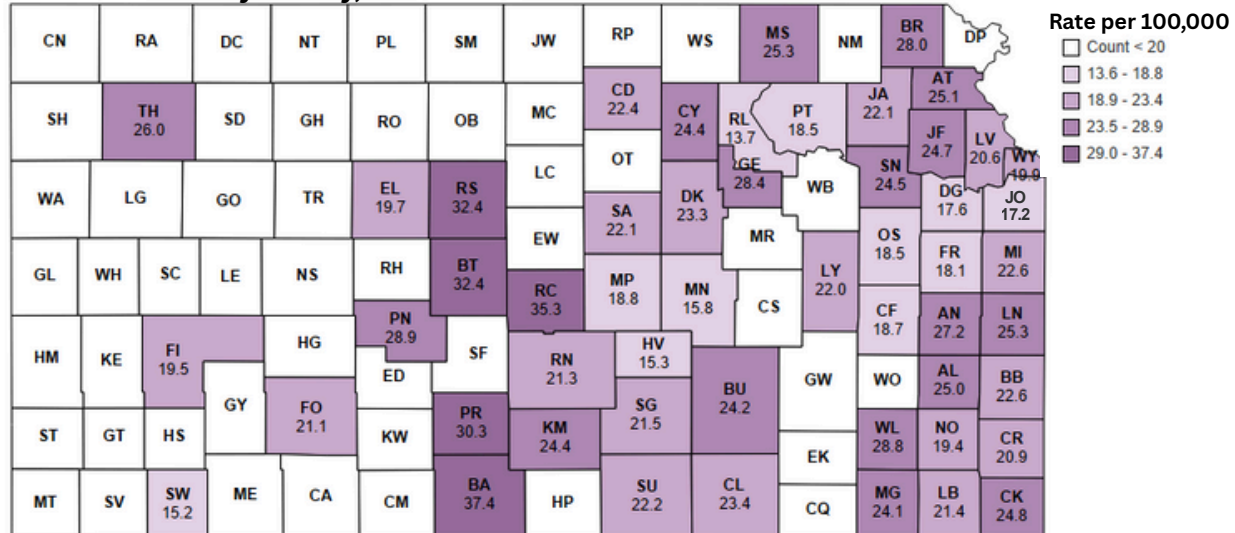 Rate per 100,000
Count < 20
13.6 - 18.8
18.9 - 23.4
23.5 - 28.9
29.0 - 37.4
CN RA DC NT PL SM JW RP WS MS NM BR DP
25.3 28.0
SH TH SD GH RO OB MC CD CY RL PT JA AT
26.0 22.4 24.4 13.7 18.5 22.1 25.1
JF LV WY
24.7 20.6 19.9
WA LG GO TR EL RS LC OT DK GE WB SN DG JO
19.7 32.4 23.3 28.4 24.5 17.6 17.2
EW SA MR OS
22.1 18.5
GL WH SC LE NS RH BT RC MP MN CS LY FR MI
32.4 35.3 18.8 15.8 22.0 18.1 22.6
HM KE FI HG PN SF RN HV CF AN LN
19.5 28.9 21.3 15.3 18.7 27.2 25.3
GY FO ED SG BU GW WO AL BB
21.1 21.5 24.2 25.0 22.6
ST GT HS KW PR KM EK WL NO CR
30.3 24.4 28.8 19.4 20.9
MT SV SW ME CA CM BA HP SU CL CQ MG LB CK
15.2 37.4 22.2 23.4 24.1 21.4 24.8